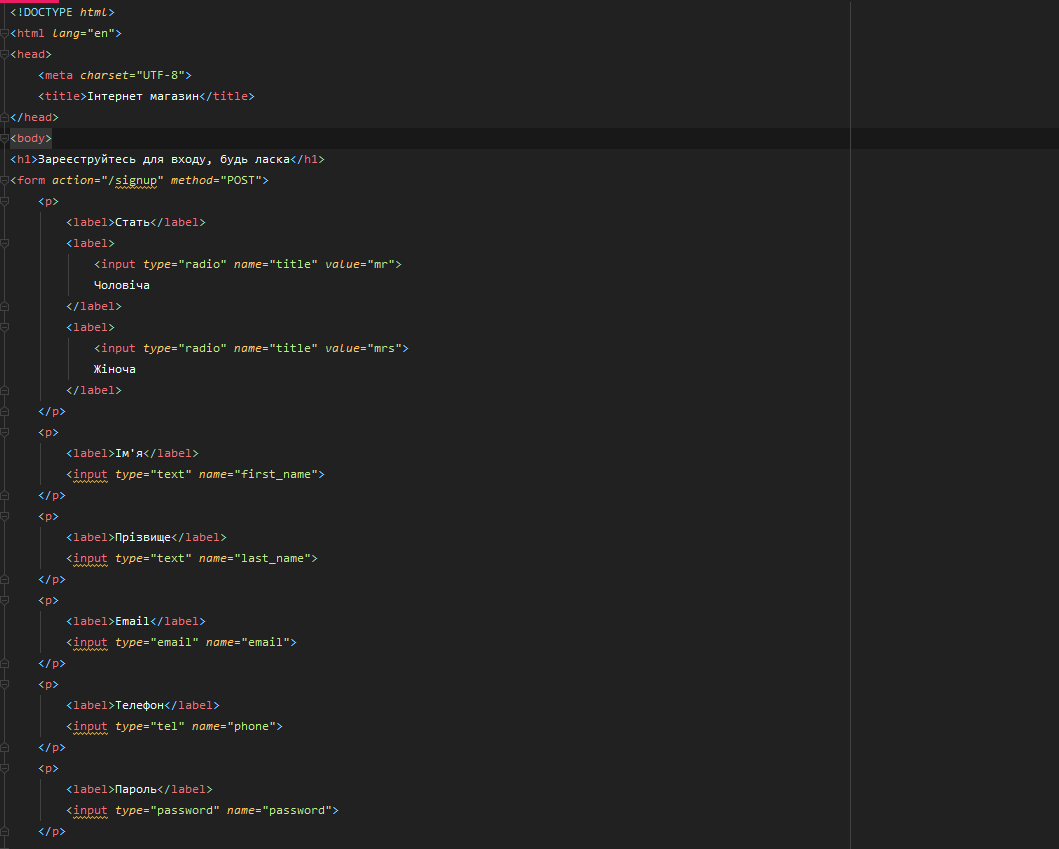 <!DOCTYPE html>
<html lang="en">
<head>
    <meta charset="UTF-8">
    <title>Інтернет магазин</title>
</head>
<body>
<h1>Зареєструйтесь для входу, будь ласка</h1>
<form action="/signup" method="POST">
    <p>
        <label>Стать</label>
        <label>
            <input type="radio" name="title" value="mr">
            Чоловіча
        </label>
        <label>
            <input type="radio" name="title" value="mrs">
            Жіноча
        </label>
    </p>
    <p>
        <label>Ім'я</label>
        <input type="text" name="first_name">
    </p>
    <p>
        <label>Прізвище</label>
        <input type="text" name="last_name">
    </p>
    <p>
        <label>Email</label>
        <input type="email" name="email">
    </p>
    <p>
        <label>Телефон</label>
        <input type="tel" name="phone">
    </p>
    <p>
        <label>Пароль</label>
        <input type="password" name="password">
    </p>